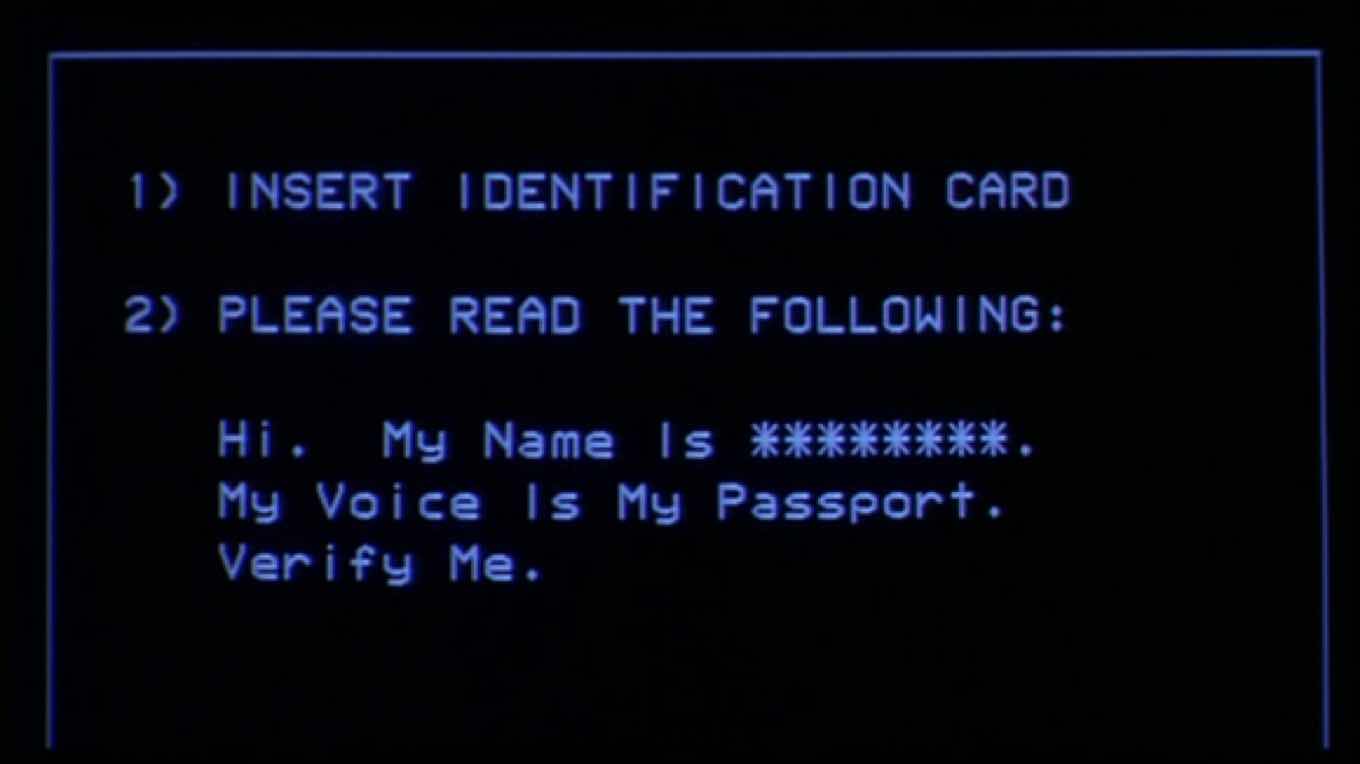 1) INSERT IDENTIFICATION CARD
2) PLEASE READ THE FOLLOWING:
Hi.  My Name Is ********.
My Voice Is My Passport.
Verify Me.